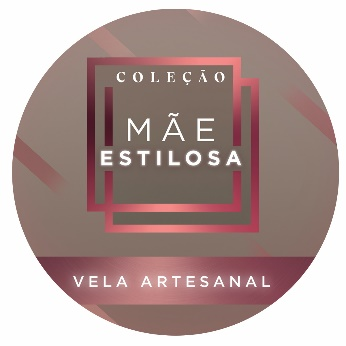 COLEÇÃO
MÃE
ESTILOSA
VELA ARTESANAL